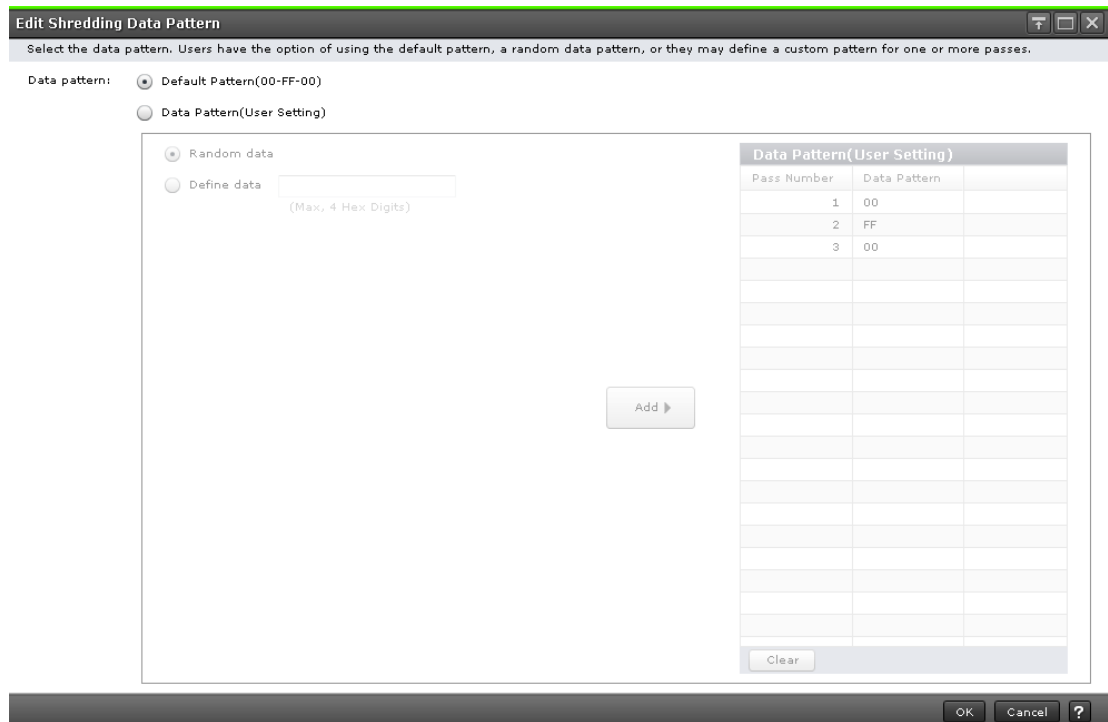 Edit Shredding Data Pattern
Select the data pattern. Users have the option of using the default pattern, a random data pattern, or they may define a custom pattern for one or more passes.
Data pattern:
Default Pattern(00-FF-00)
Data Pattern(User Setting)
Random data
Define data
(Max, 4 Hex Digits)
Add
Data Pattern(User Setting)
Pass Number Data Pattern
1 00
2 FF
3 00
Clear
OK Cancel ?